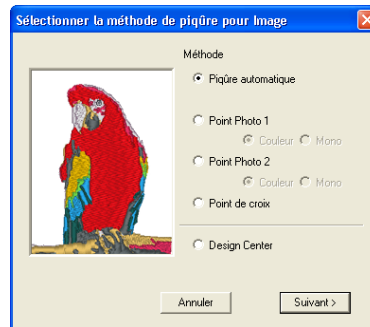 Sélectionner la méthode de piqûre pour Image
Méthode
Piqûre automatique
Point Photo 1
Couleur Mono
Point Photo 2
Couleur Mono
Point de croix
Design Center
Annuler Suivant >